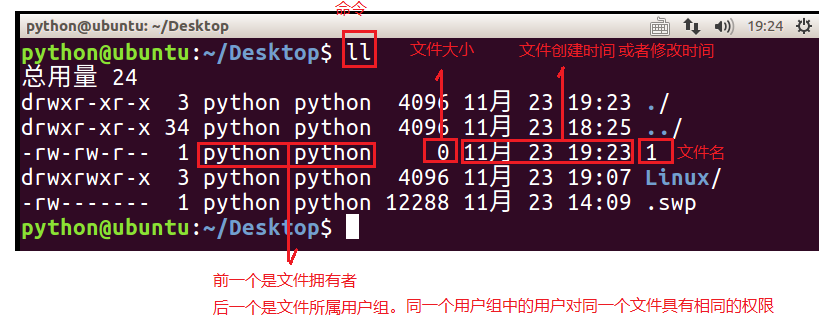 命令
python@ubuntu: ~/Desktop 19:24
python@ubuntu:~/Desktop$ ll
文件大小 文件创建时间 或者修改时间
总用量 24
drwxr-xr-x 3 python python 4096 11月 23 19:23 ./
drwxr-xr-x 34 python python 4096 11月 23 18:25 ../
-rw-rw-r-- 1 python python 0 11月 23 19:23 1 文件名
drwxrwxr-x 3 python python 4096 11月 23 19:07 Linux/
-rw------- 1 python python 12288 11月 23 14:09 .swp
python@ubuntu:~/Desktop$
前一个是文件拥有者
后一个是文件所属用户组。同一个用户组中的用户对同一个文件具有相同的权限